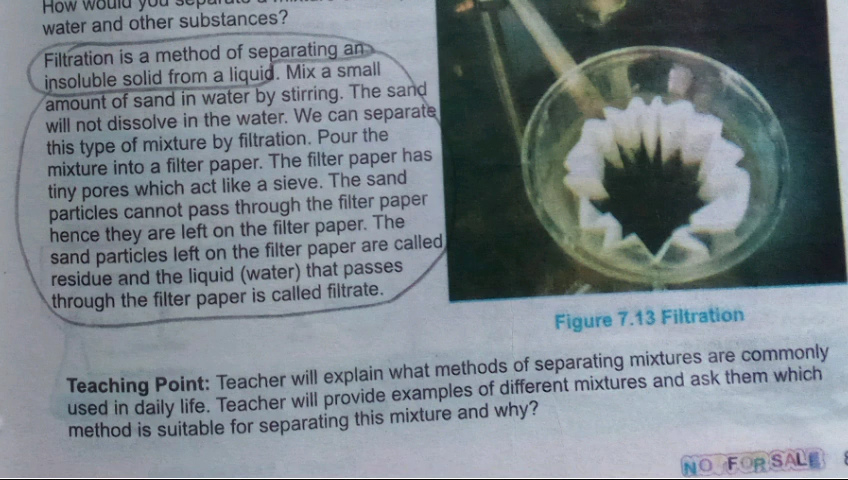 How would you separate a mixture
water and other substances?
Filtration is a method of separating an
insoluble solid from a liquid. Mix a small
amount of sand in water by stirring. The sand
will not dissolve in the water. We can separate
this type of mixture by filtration. Pour the
mixture into a filter paper. The filter paper has
tiny pores which act like a sieve. The sand
particles cannot pass through the filter paper
hence they are left on the filter paper. The
sand particles left on the filter paper are called
residue and the liquid (water) that passes
through the filter paper is called filtrate.
Figure 7.13 Filtration
Teaching Point: Teacher will explain what methods of separating mixtures are commonly
used in daily life. Teacher will provide examples of different mixtures and ask them which
method is suitable for separating this mixture and why?
NO FOR SALE